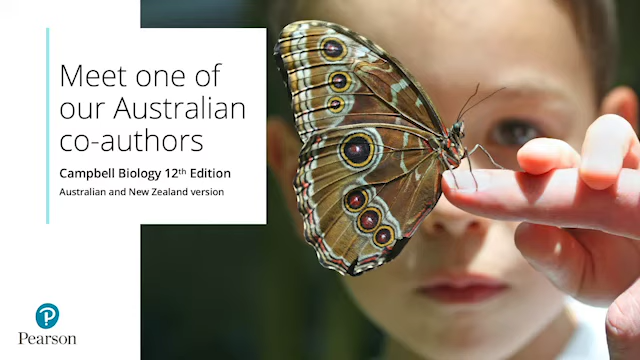 Meet one of
our Australian
co-authors
Campbell Biology 12th Edition
Australian and New Zealand version
Pearson